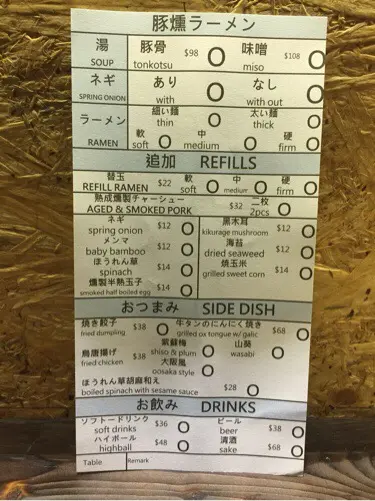 豚燻ラーメン
湯 豚骨 $98 味噌 $108
SOUP tonkotsu miso
ネギ あり なし
SPRING ONION with with out
ラーメン 細い麺 太い麺
thin thick
軟 中 硬
RAMEN soft medium firm
追加 REFILLS
替玉 $22 軟 中 硬
REFILL RAMEN soft medium firm
熟成燻製チャーシュー $32 二枚
AGED & SMOKED PORK 2pcs
ネギ $12 黒木耳 $12
spring onion kikurage mushroom
メンマ $12 海苔 $12
baby bamboo dried seaweed
ほうれん草 $14 焼玉米 $14
spinach grilled sweet corn
燻製半熟玉子 $14
smoked half boiled egg
おつまみ SIDE DISH
焼き餃子 $38 牛タンのにんにく焼き $68
fried dumpling grilled ox tongue w/ galic
紫蘇梅 山葵
鳥唐揚げ $38 shiso & plum wasabi
fried chicken 大阪風
oosaka style
ほうれん草胡麻和え $28
boiled spinach with sesame sauce
お飲み DRINKS
ソフトードリンク $36 ビール $38
soft drinks beer
ハイボール $48 清酒 $68
highball sake
Table Remark